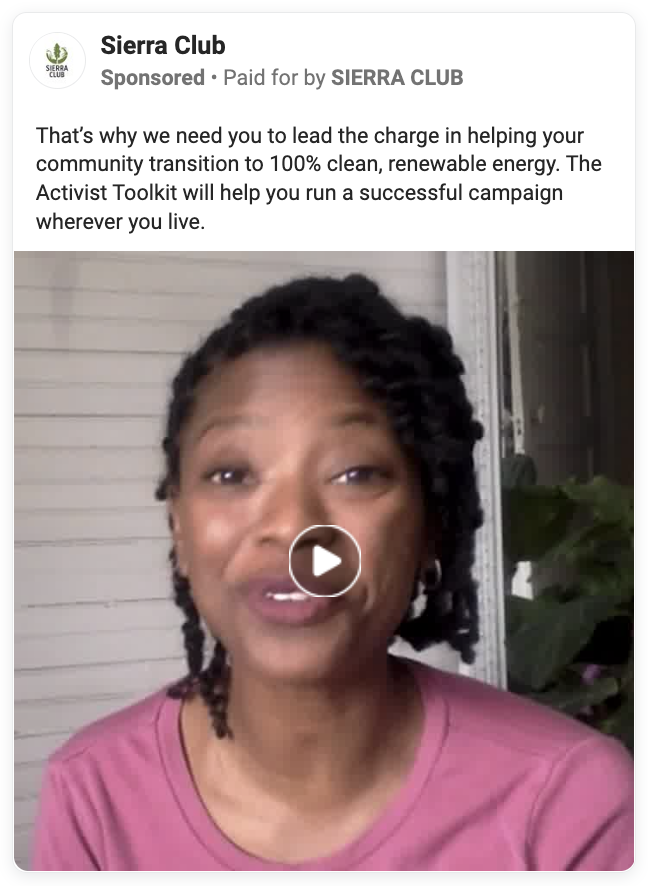 SIERRA
CLUB
Sierra Club
Sponsored • Paid for by SIERRA CLUB
That’s why we need you to lead the charge in helping your
community transition to 100% clean, renewable energy. The
Activist Toolkit will help you run a successful campaign
wherever you live.